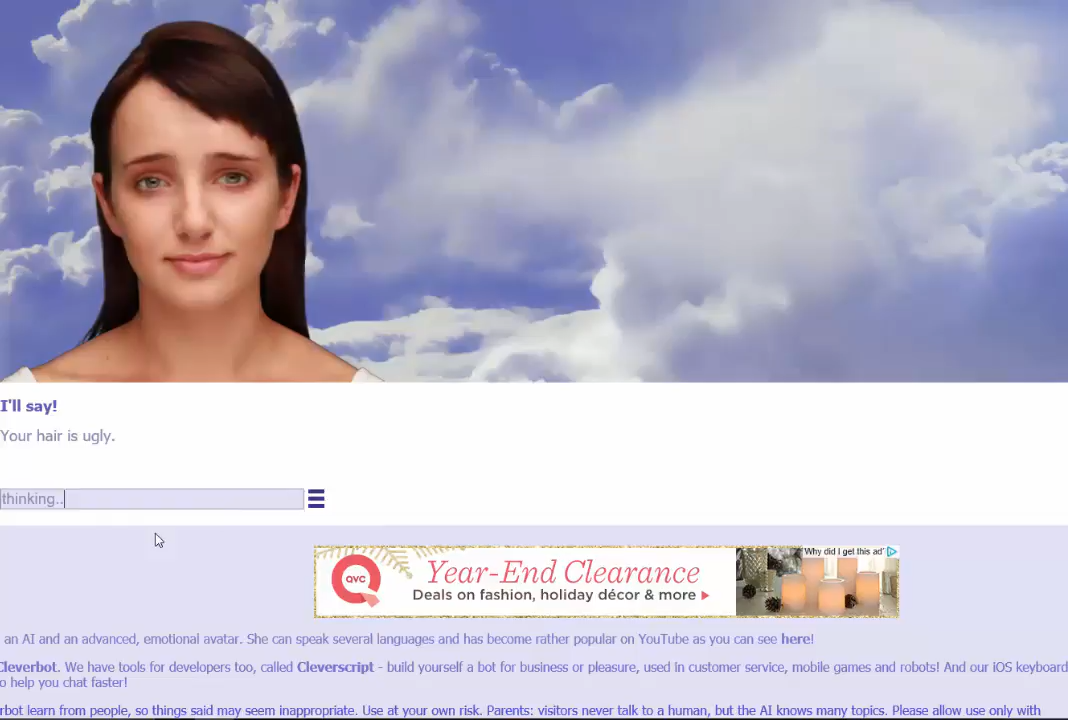 I'll say!
Your hair is ugly.
thinking..
Why did I get this ad
QVC
Year-End Clearance
Deals on fashion, holiday décor & more
an AI and an advanced, emotional avatar. She can speak several languages and has become rather popular on YouTube as you can see here!
Cleverbot. We have tools for developers too, called Cleverscript - build yourself a bot for business or pleasure, used in customer service, mobile games and robots! And our iOS keyboard
o help you chat faster!
rbot learn from people, so things said may seem inappropriate. Use at your own risk. Parents: visitors never talk to a human, but the AI knows many topics. Please allow use only with